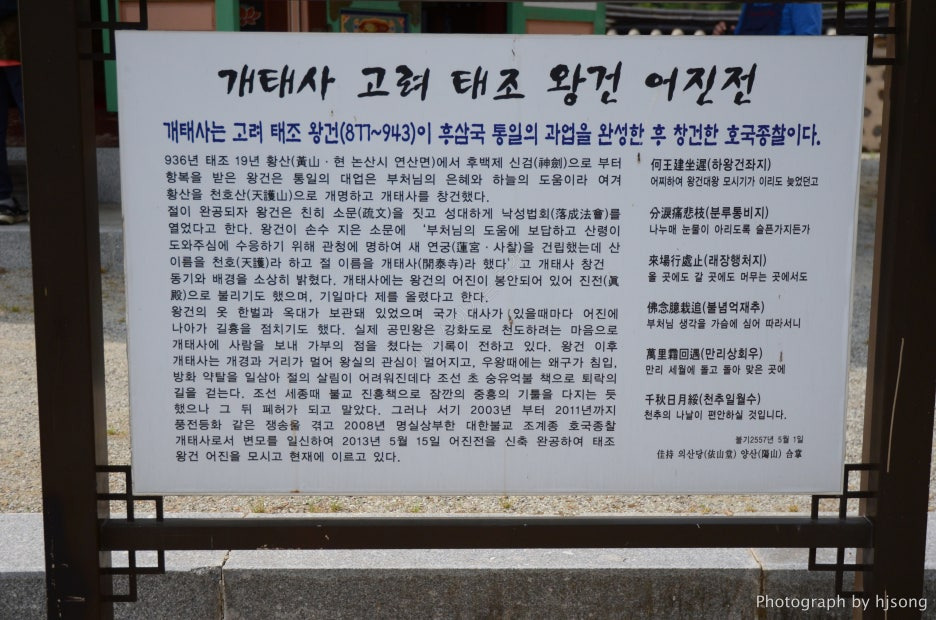 개태사 고려 태조 왕건 어진전
개태사는 고려 태조 왕건(877~943)이 후삼국 통일의 과업을 완성한 후 창건한 호국종찰이다.
936년 태조 19년 황산(黃山·현 논산시 연산면)에서 후백제 신검(神劍)으로 부터
항복을 받은 왕건은 통일의 대업은 부처님의 은혜와 하늘의 도움이라 여겨
황산을 천호산(天護山)으로 개명하고 개태사를 창건했다.
절이 완공되자 왕건은 친히 소문(疏文)을 짓고 성대하게 낙성법회(落成法會)를
열었다고 한다. 왕건이 손수 지은 소문에 '부처님의 도움에 보답하고 산령이
도와주심에 수응하기 위해 관청에 명하여 새 연궁(蓮宮·사찰)을 건립했는데 산
이름을 천호(天護)라 하고 절 이름을 개태사(開泰寺)라 했다'고 개태사 창건
동기와 배경을 소상히 밝혔다. 개태사에는 왕건의 어진이 봉안되어 있어 진전(眞
殿)으로 불리기도 했으며, 기일마다 제를 올렸다고 한다.
왕건의 옷 한벌과 옥대가 보관돼 있었으며 국가 대사가 있을때마다 어진에
나아가 길흉을 점치기도 했다. 실제 공민왕은 강화도로 천도하려는 마음으로
개태사에 사람을 보내 가부의 점을 쳤다는 기록이 전하고 있다. 왕건 이후
개태사는 개경과 거리가 멀어 왕실의 관심이 멀어지고, 우왕때에는 왜구가 침입,
방화 약탈을 일삼아 절의 살림이 어려워진데다 조선 초 숭유억불 책으로 퇴락의
길을 걷는다. 조선 세종때 불교 진흥책으로 잠깐의 중흥의 기틀을 다지는 듯
했으나 그 뒤 폐허가 되고 말았다. 그러나 서기 2003년 부터 2011년까지
풍전등화 같은 쟁송을 겪고 2008년 명실상부한 대한불교 조계종 호국종찰
개태사로서 변모를 일신하여 2013년 5월 15일 어진전을 신축 완공하여 태조
왕건 어진을 모시고 현재에 이르고 있다.
何王建坐遲(하왕건좌지)
어찌하여 왕건대왕 모시기가 이리도 늦었던고
分淚痛悲枝(분루통비지)
나누매 눈물이 아리도록 슬픈가지든가
來場行處止(래장행처지)
올 곳에도 갈 곳에도 머무는 곳에서도
佛念臆栽追(불념억재추)
부처님 생각을 가슴에 심어 따라서니
萬里霜回遇(만리상회우)
만리 세월에 돌고 돌아 맞은 곳에
千秋日月綏(천추일월수)
천추의 나날이 편안하실 것입니다.
불기2557년 5월 1일
住持 의산당(依山堂) 양산(陽山) 合掌
Photograph by hjsong